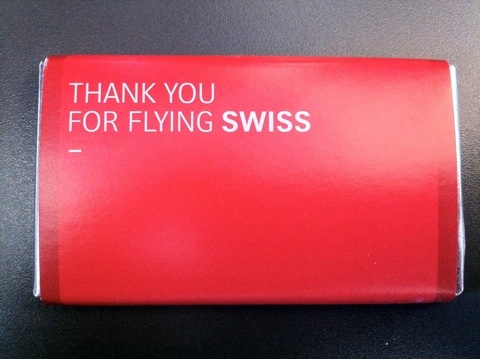 THANK YOU
FOR FLYING SWISS
–